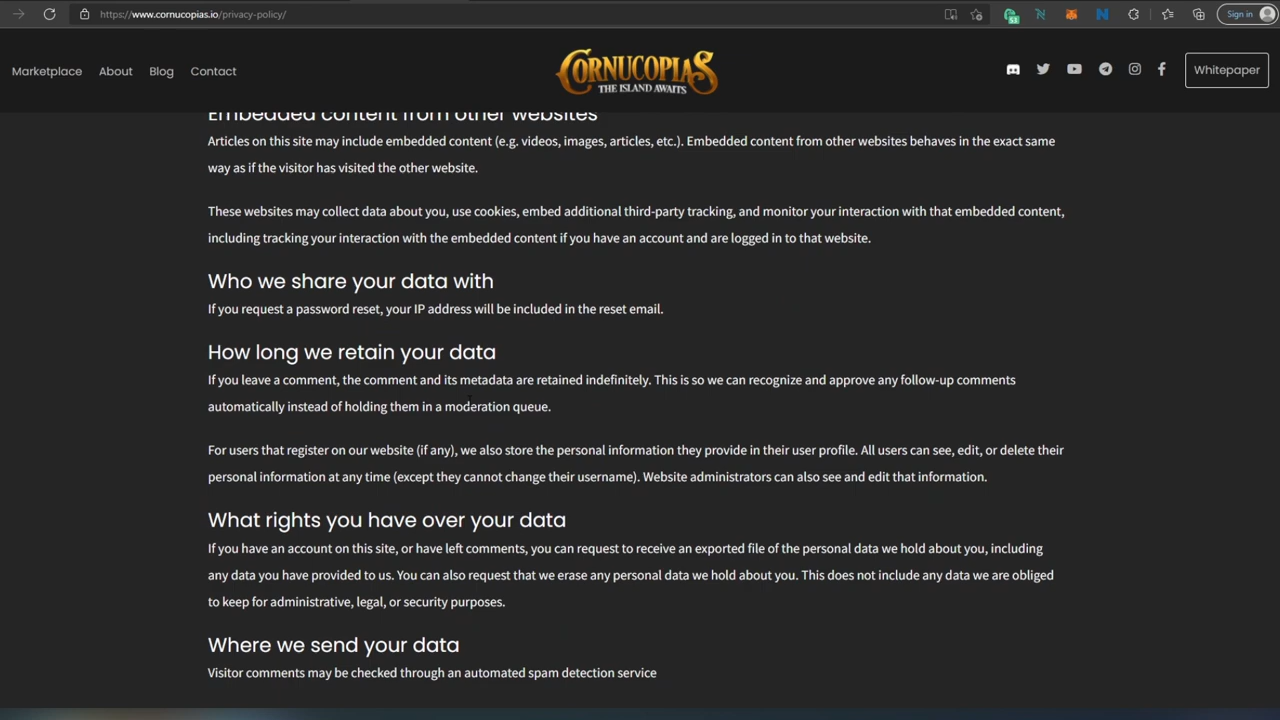 https://www.cornucopias.io/privacy-policy/
53
Sign in
Marketplace
About
Blog
Contact
CORNUCOPIAS
THE ISLAND AWAITS
Whitepaper
Embedded content from other websites
Articles on this site may include embedded content (e.g. videos, images, articles, etc.). Embedded content from other websites behaves in the exact same
way as if the visitor has visited the other website.
These websites may collect data about you, use cookies, embed additional third-party tracking, and monitor your interaction with that embedded content,
including tracking your interaction with the embedded content if you have an account and are logged in to that website.
Who we share your data with
If you request a password reset, your IP address will be included in the reset email.
How long we retain your data
If you leave a comment, the comment and its metadata are retained indefinitely. This is so we can recognize and approve any follow-up comments
automatically instead of holding them in a moderation queue.
For users that register on our website (if any), we also store the personal information they provide in their user profile. All users can see, edit, or delete their
personal information at any time (except they cannot change their username). Website administrators can also see and edit that information.
What rights you have over your data
If you have an account on this site, or have left comments, you can request to receive an exported file of the personal data we hold about you, including
any data you have provided to us. You can also request that we erase any personal data we hold about you. This does not include any data we are obliged
to keep for administrative, legal, or security purposes.
Where we send your data
Visitor comments may be checked through an automated spam detection service